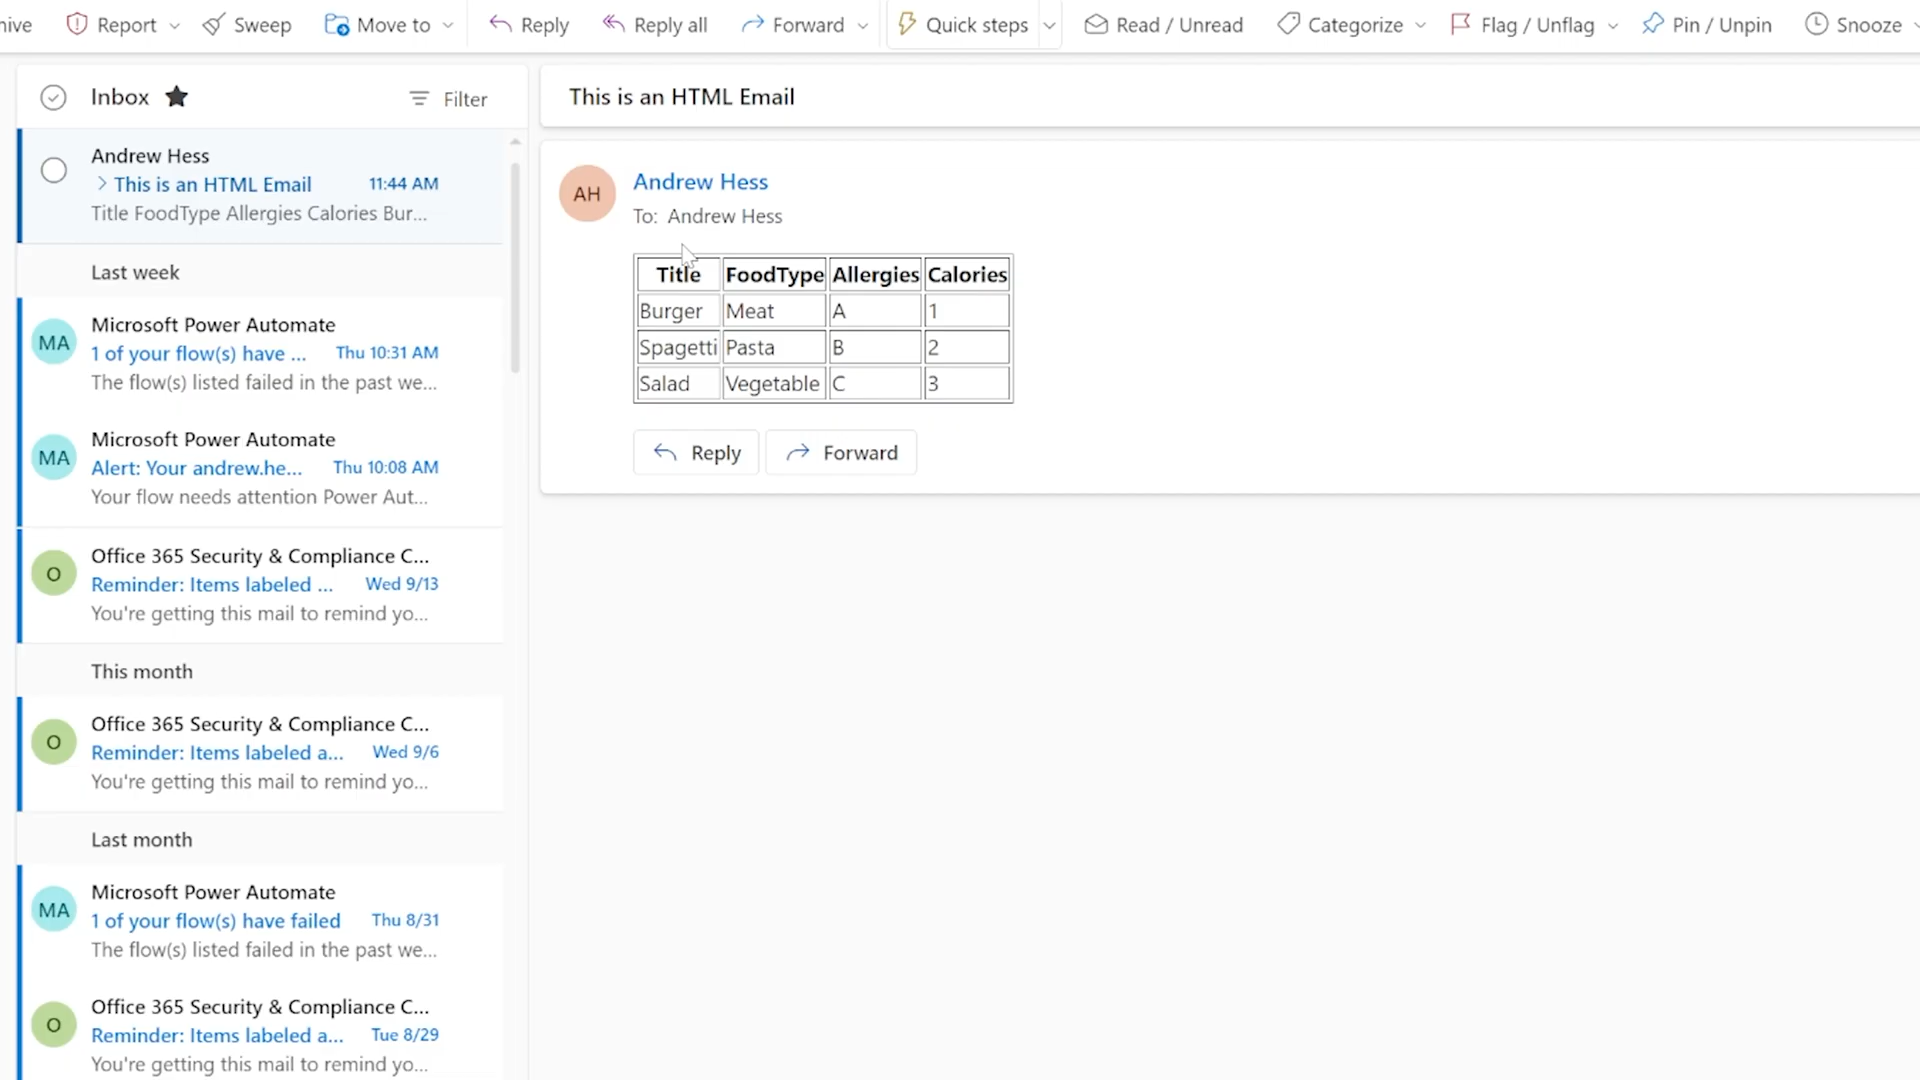 hive Report Sweep Move to Reply Reply all Forward Quick steps Read / Unread Categorize Flag / Unflag Pin / Unpin Snooze
Inbox Filter
Andrew Hess
This is an HTML Email 11:44 AM
Title FoodType Allergies Calories Bur...
Last week
MA
Microsoft Power Automate
1 of your flow(s) have ... Thu 10:31 AM
The flow(s) listed failed in the past we...
MA
Microsoft Power Automate
Alert: Your andrew.he... Thu 10:08 AM
Your flow needs attention Power Aut...
O
Office 365 Security & Compliance C...
Reminder: Items labeled ... Wed 9/13
You're getting this mail to remind yo...
This month
O
Office 365 Security & Compliance C...
Reminder: Items labeled a... Wed 9/6
You're getting this mail to remind yo...
Last month
MA
Microsoft Power Automate
1 of your flow(s) have failed Thu 8/31
The flow(s) listed failed in the past we...
O
Office 365 Security & Compliance C...
Reminder: Items labeled a... Tue 8/29
You're getting this mail to remind yo...
This is an HTML Email
AH
Andrew Hess
To: Andrew Hess
Title FoodType Allergies Calories
Burger Meat A 1
Spagetti Pasta B 2
Salad Vegetable C 3
Reply Forward